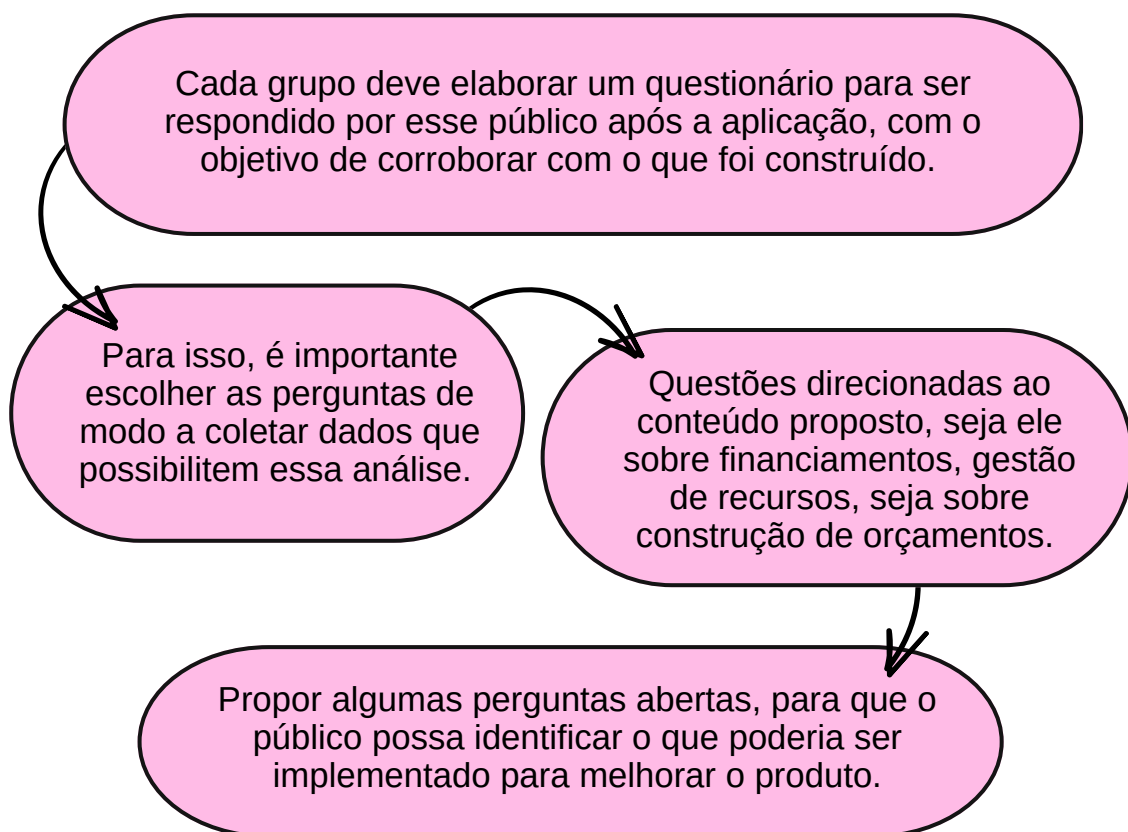 Cada grupo deve elaborar um questionário para ser
respondido por esse público após a aplicação, com o
objetivo de corroborar com o que foi construído.
Para isso, é importante
escolher as perguntas de
modo a coletar dados que
possibilitem essa análise.
Questões direcionadas ao
conteúdo proposto, seja ele
sobre financiamentos, gestão
de recursos, seja sobre
construção de orçamentos.
Propor algumas perguntas abertas, para que o
público possa identificar o que poderia ser
implementado para melhorar o produto.